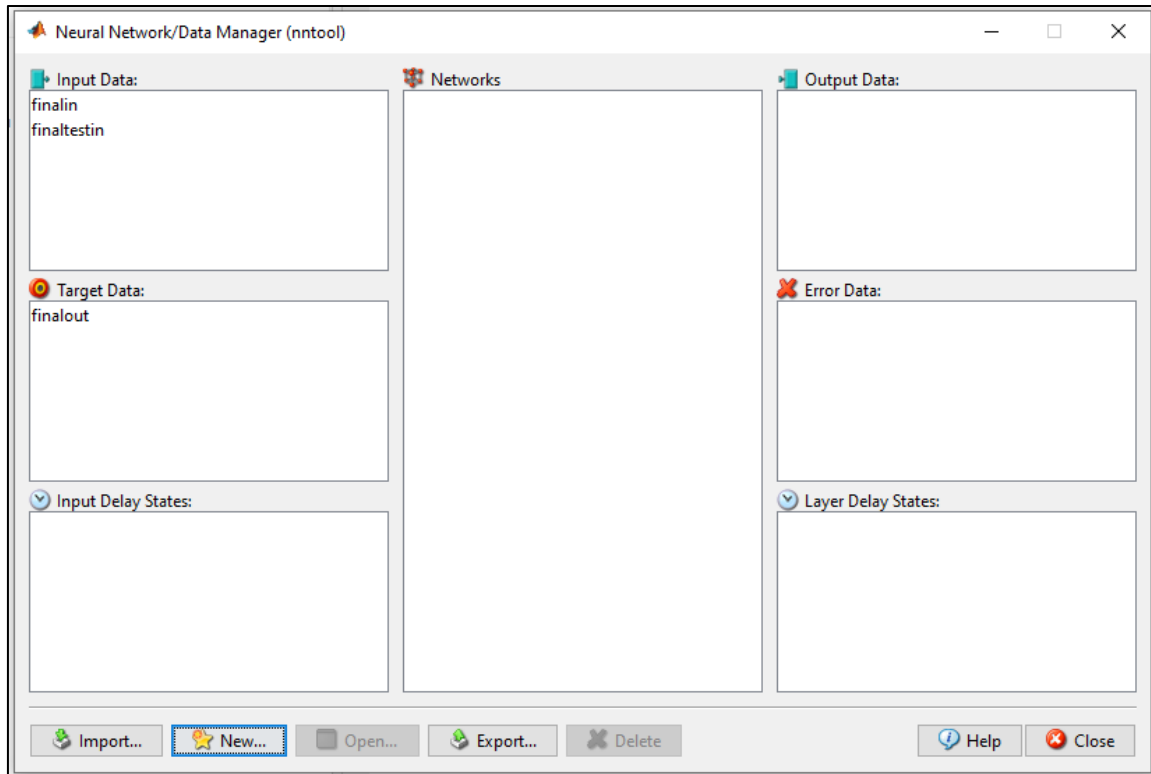 Neural Network/Data Manager (nntool)
Input Data:
finalin
finaltestin
Networks
Output Data:
Target Data:
finalout
Error Data:
Input Delay States:
Layer Delay States:
Import...
New...
Open...
Export...
Delete
Help
Close